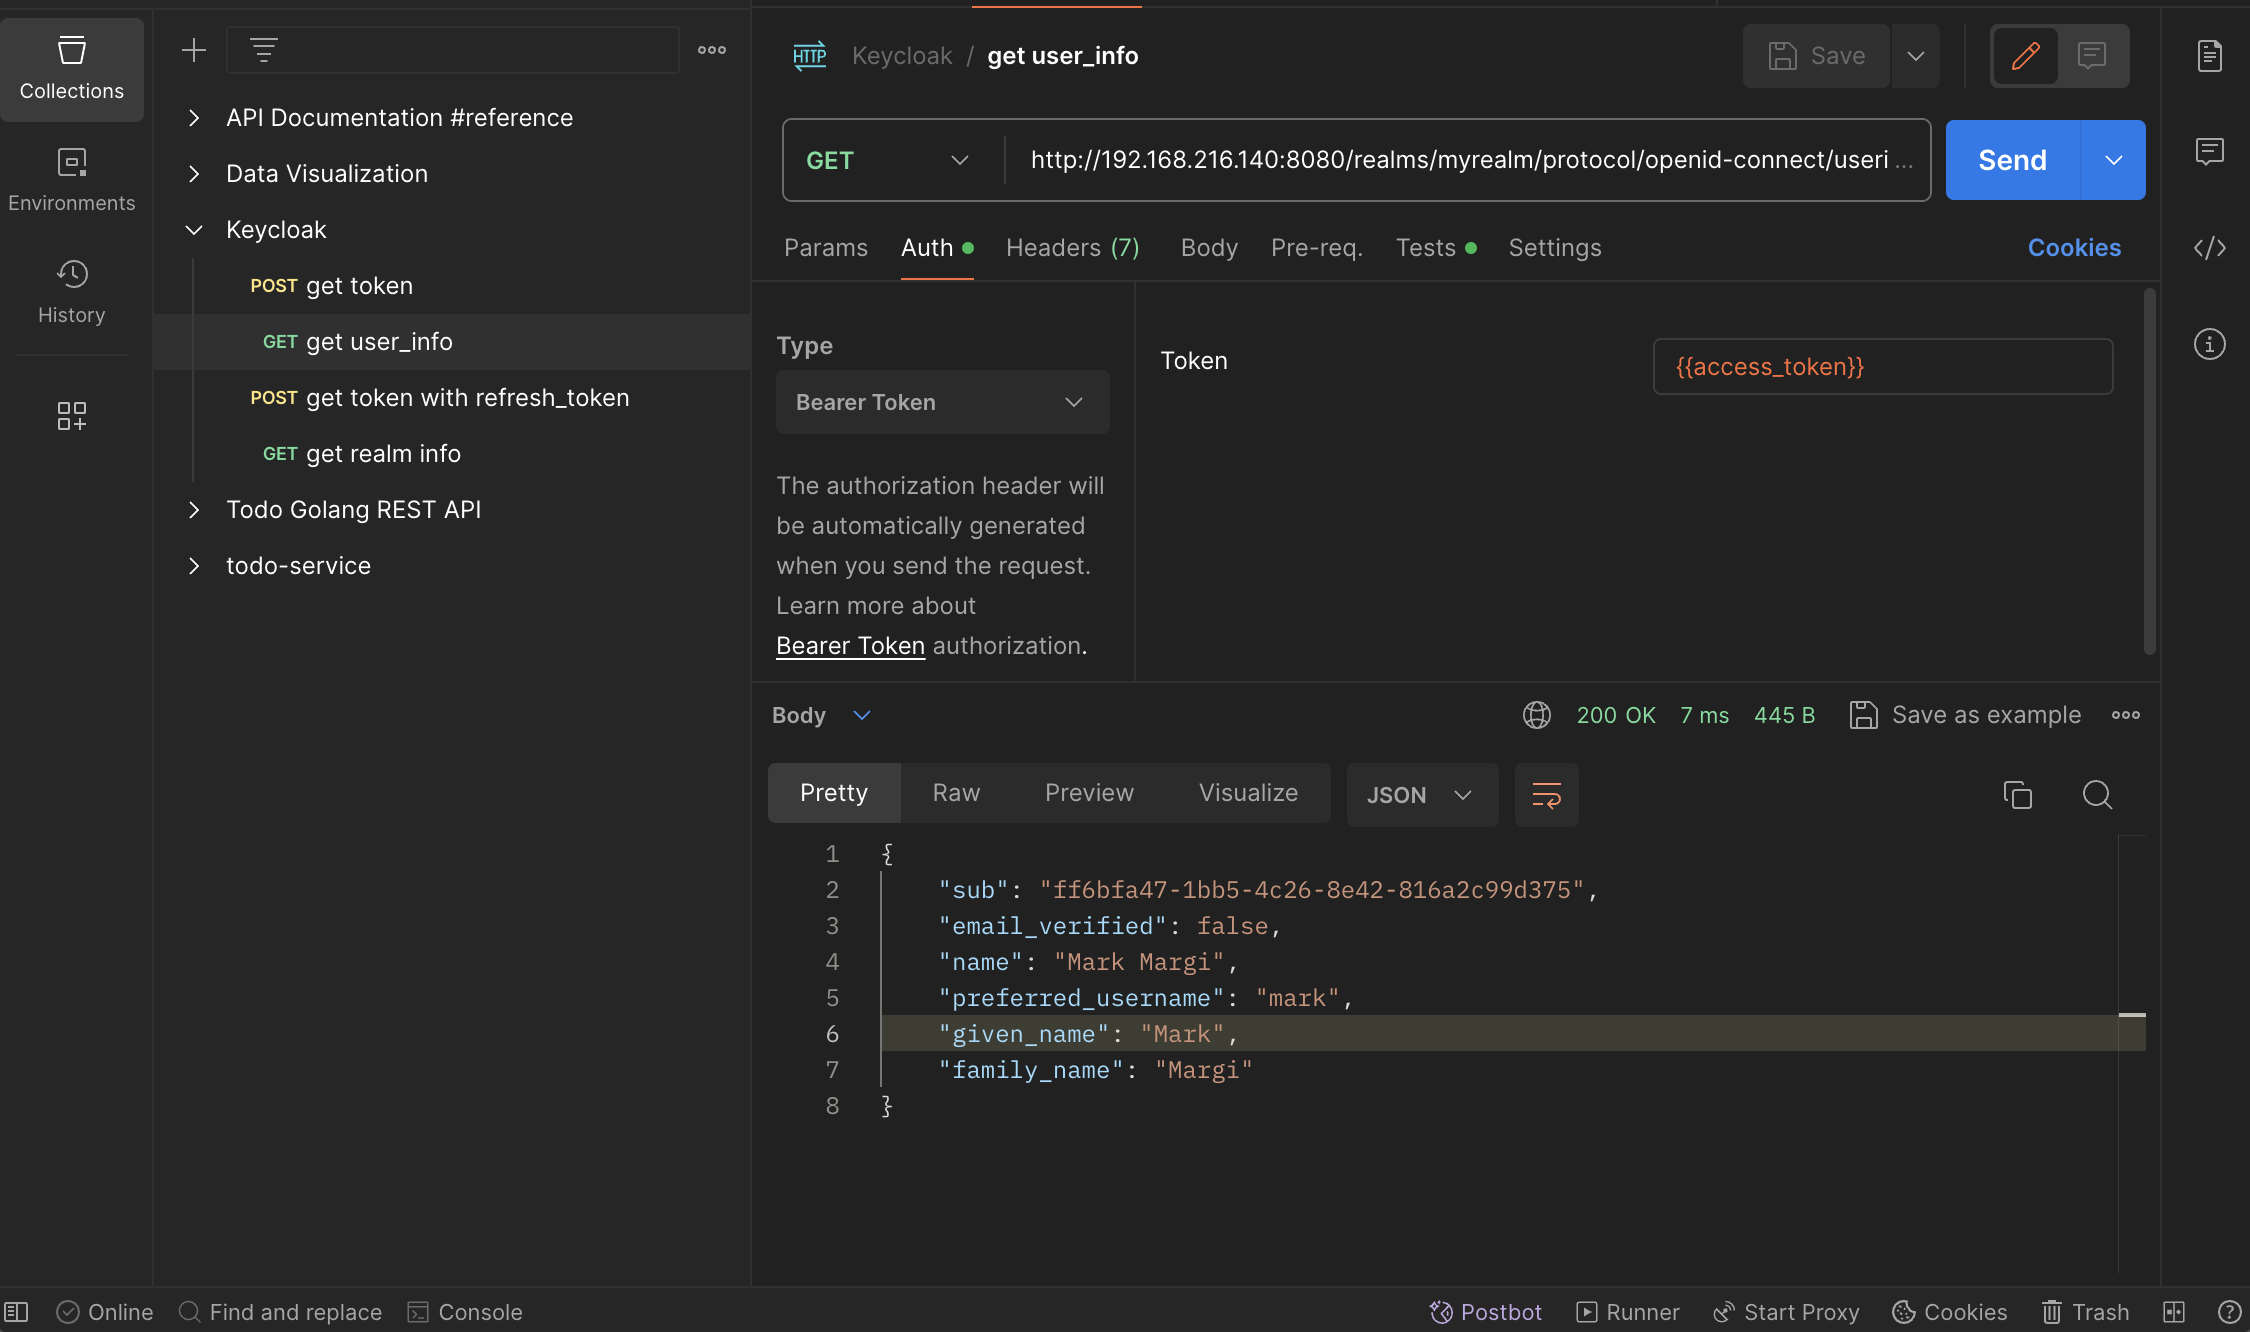 Collections
Environments
History
API Documentation #reference
Data Visualization
Keycloak
POST get token
GET get user_info
POST get token with refresh_token
GET get realm info
Todo Golang REST API
todo-service
HTTP Keycloak / get user_info
Save
GET http://192.168.216.140:8080/realms/myrealm/protocol/openid-connect/useri ...
Send
Params Auth Headers (7) Body Pre-req. Tests Settings Cookies
Type
Bearer Token
The authorization header will
be automatically generated
when you send the request.
Learn more about
Bearer Token authorization.
Token {{access_token}}
Body 200 OK 7 ms 445 B Save as example
Pretty Raw Preview Visualize JSON
1 {
2 "sub": "ff6bfa47-1bb5-4c26-8e42-816a2c99d375",
3 "email_verified": false,
4 "name": "Mark Margi",
5 "preferred_username": "mark",
6 "given_name": "Mark",
7 "family_name": "Margi"
8 }
Online Find and replace Console Postbot Runner Start Proxy Cookies Trash